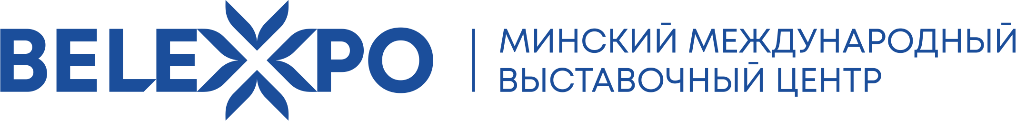 BELEXPO
МИНСКИЙ МЕЖДУНАРОДНЫЙ
ВЫСТАВОЧНЫЙ ЦЕНТР